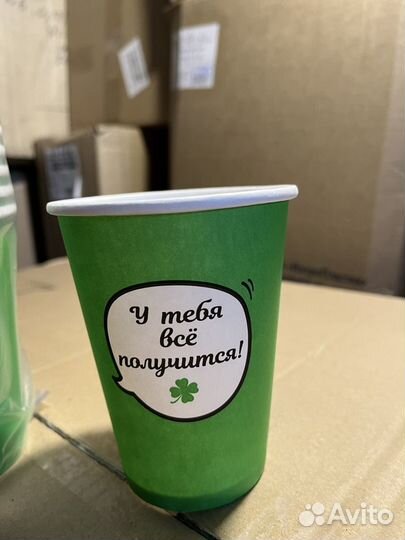 У тебя
всё
получится!
Avito